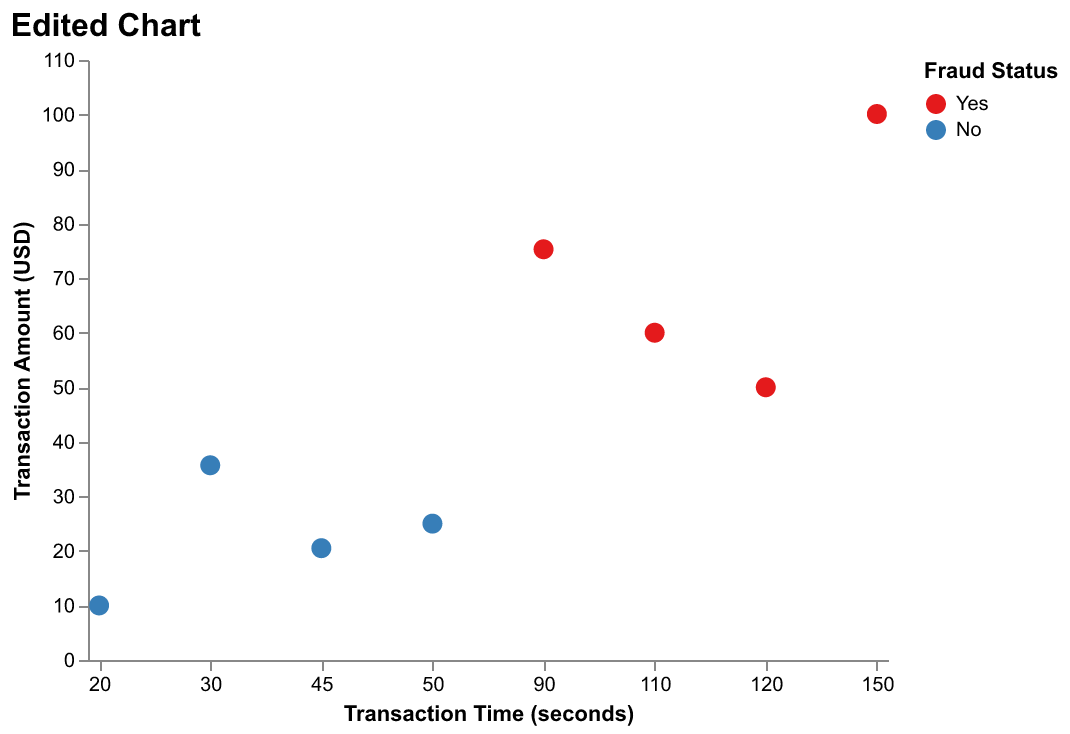 Edited Chart
Fraud Status
Yes
No
Transaction Amount (USD)
110
100
90
80
70
60
50
40
30
20
10
0
20 30 45 50 90 110 120 150
Transaction Time (seconds)